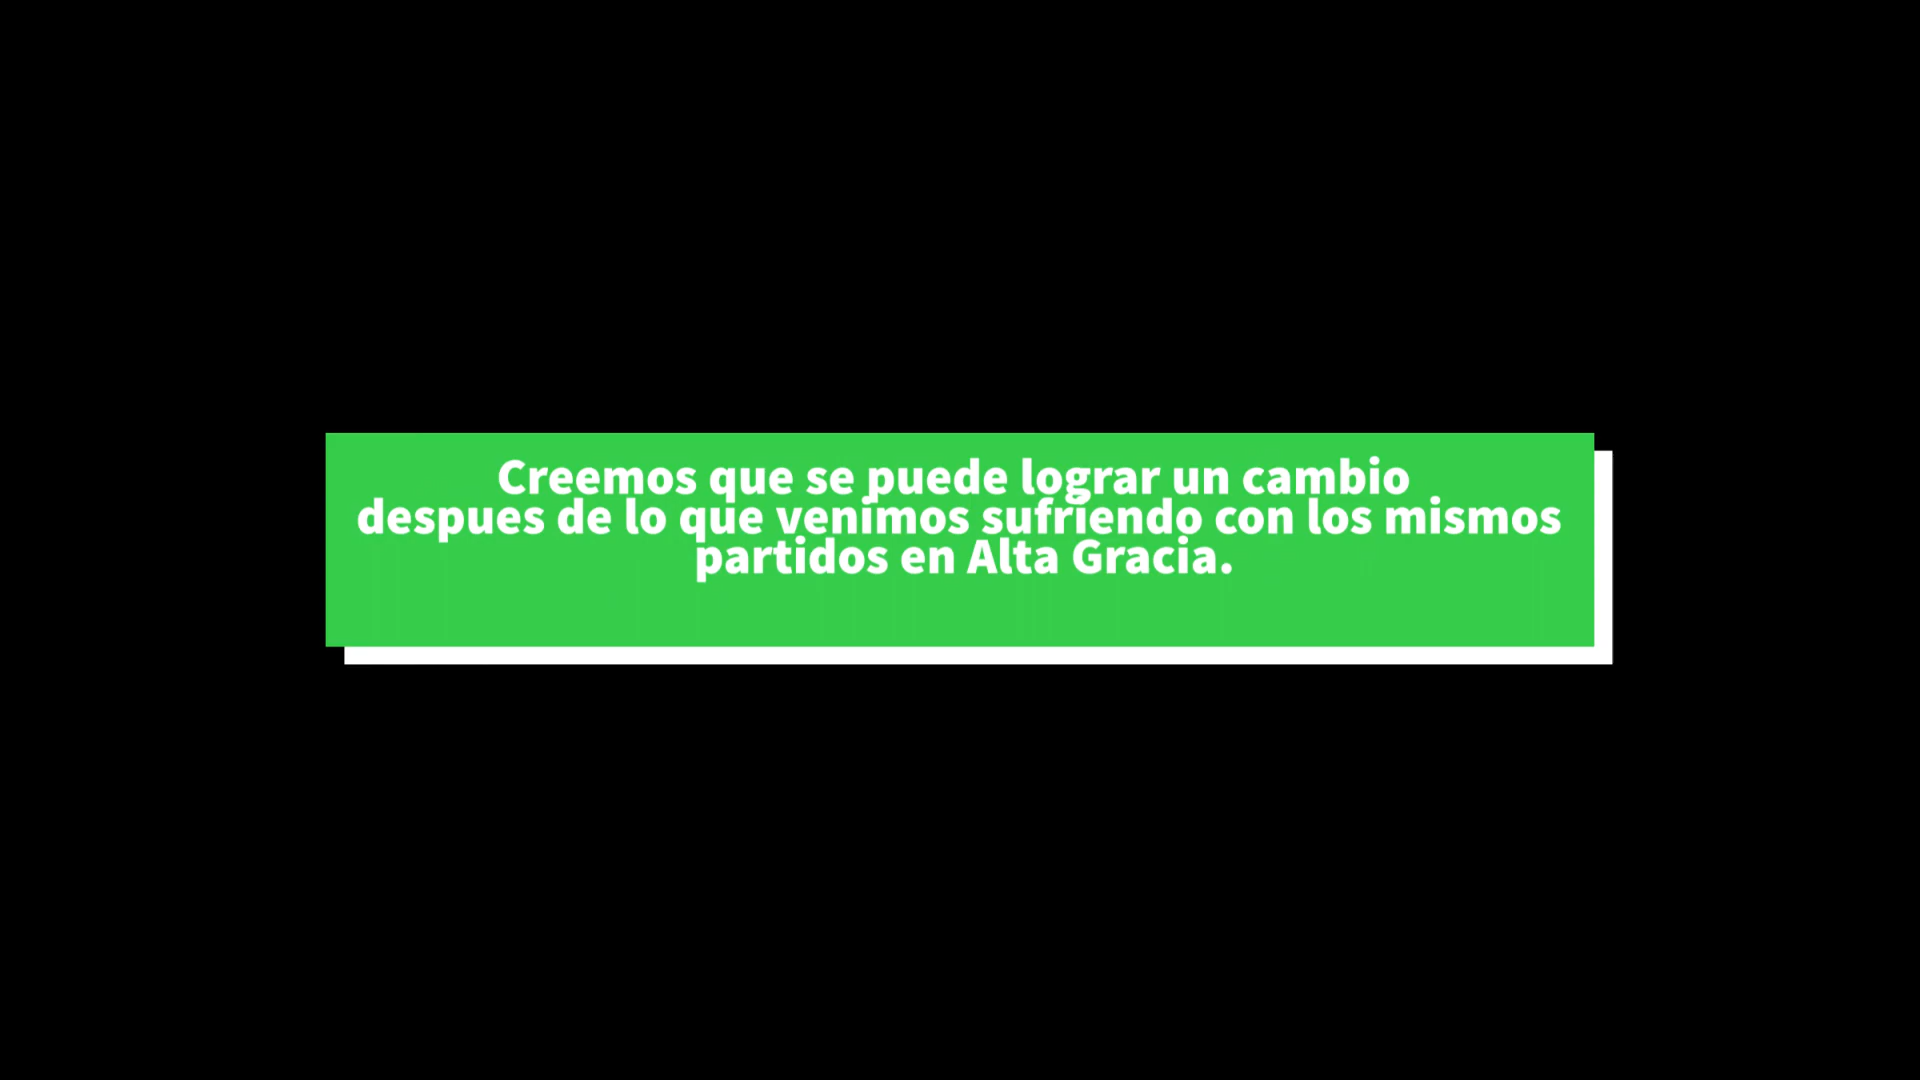 Creemos que se puede lograr un cambio
despues de lo que venimos sufriendo con los mismos
partidos en Alta Gracia.